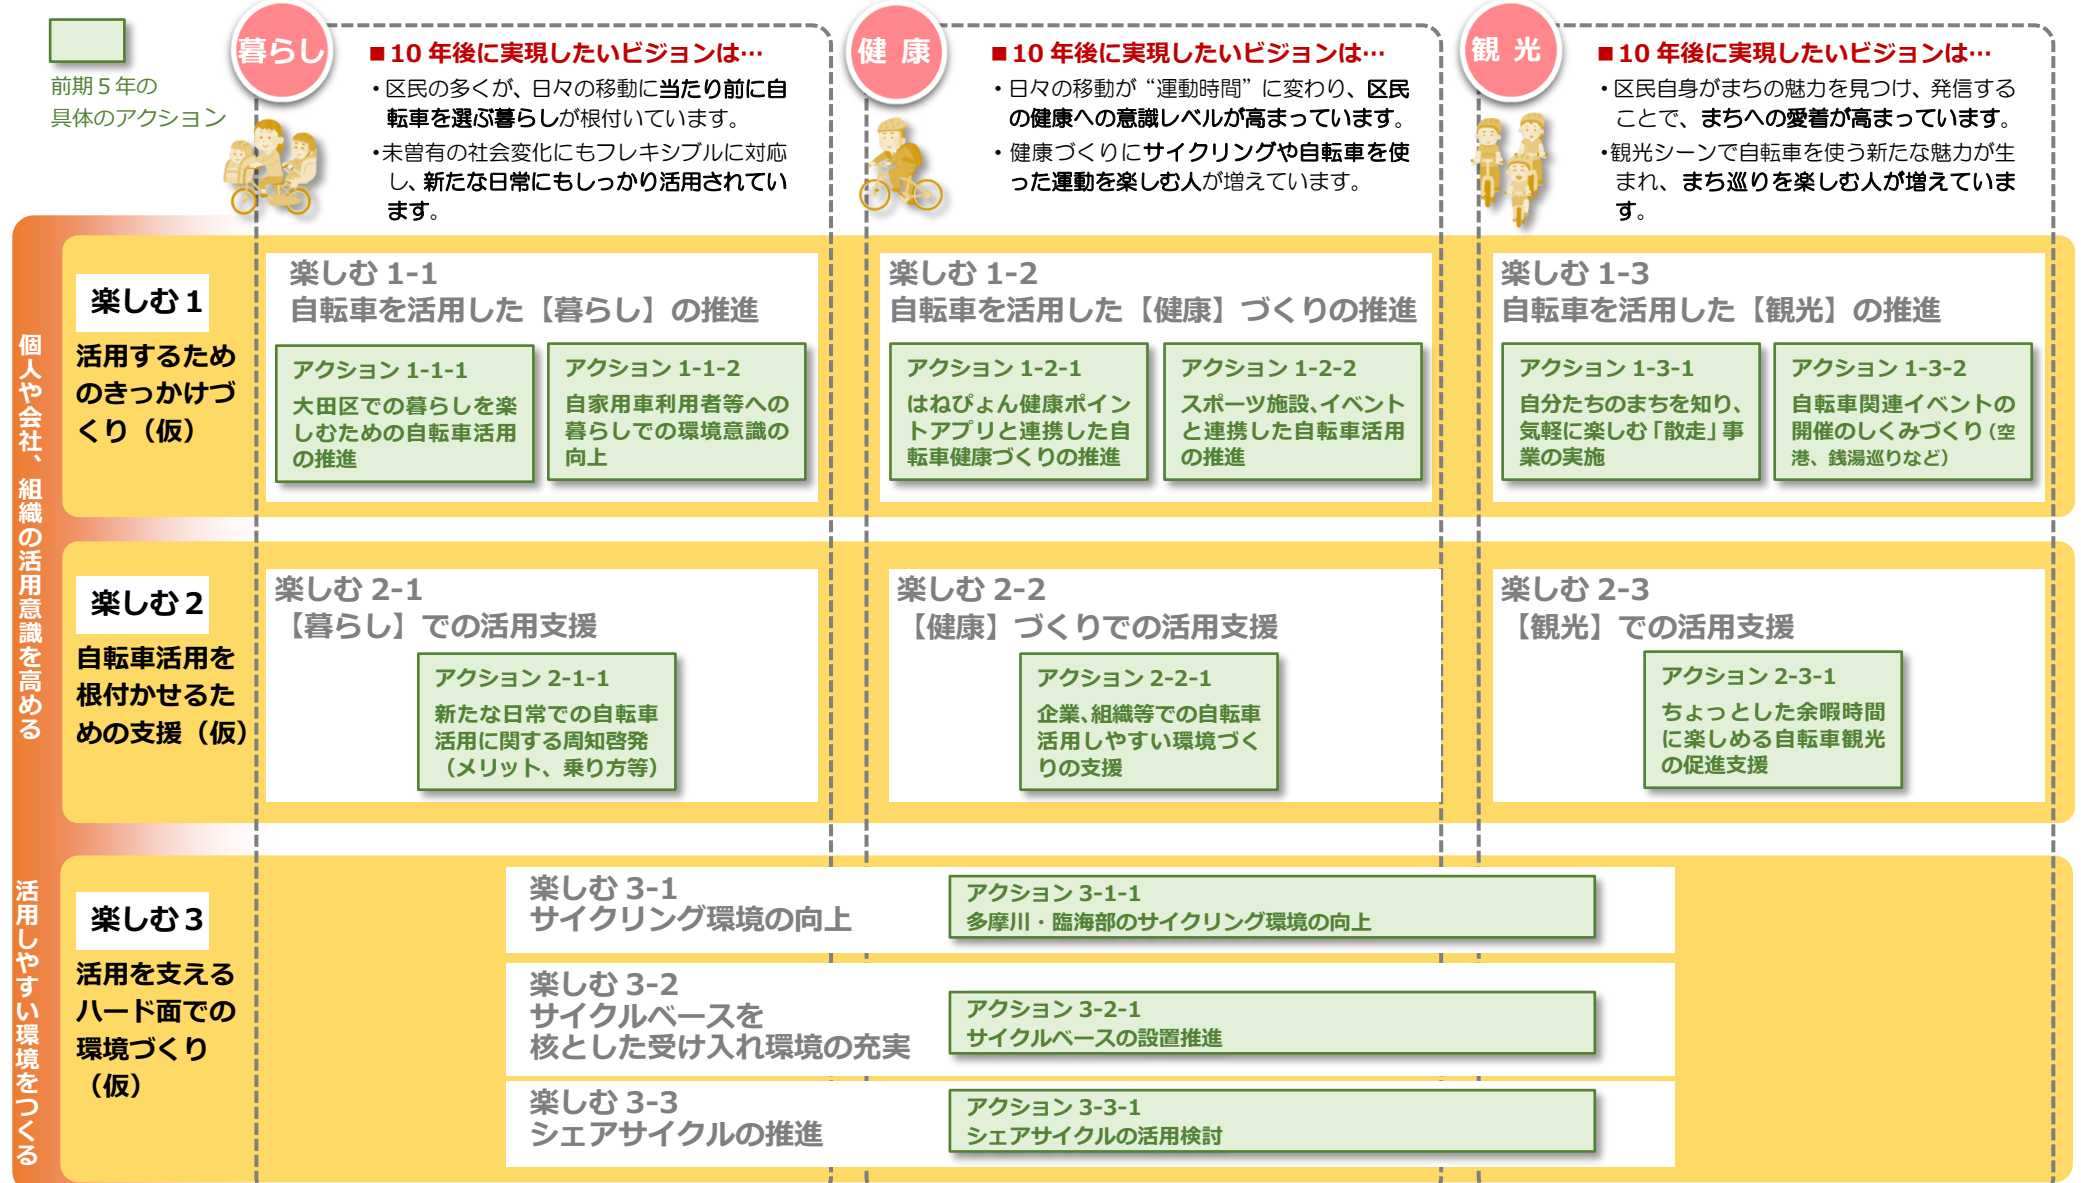 前期５年の
具体のアクション
暮らし
■10 年後に実現したいビジョンは…
・区民の多くが、日々の移動に当たり前に自
転車を選ぶ暮らしが根付いています。
・未曽有の社会変化にもフレキシブルに対応
し、新たな日常にもしっかり活用されてい
ます。
健 康
■10 年後に実現したいビジョンは…
・日々の移動が“運動時間”に変わり、区民
の健康への意識レベルが高まっています。
・健康づくりにサイクリングや自転車を使
った運動を楽しむ人が増えています。
観 光
■10 年後に実現したいビジョンは…
・区民自身がまちの魅力を見つけ、発信する
ことで、まちへの愛着が高まっています。
・観光シーンで自転車を使う新たな魅力が生
まれ、まち巡りを楽しむ人が増えていま
す。
個人や会社、組織の活用意識を高める
楽しむ１
活用するため
のきっかけづ
くり（仮）
楽しむ 1-1
自転車を活用した【暮らし】の推進
アクション 1-1-1
大田区での暮らしを楽
しむための自転車活用
の推進
アクション 1-1-2
自家用車利用者等への
暮らしでの環境意識の
向上
楽しむ 1-2
自転車を活用した【健康】づくりの推進
アクション 1-2-1
はねぴょん健康ポイン
トアプリと連携した自
転車健康づくりの推進
アクション 1-2-2
スポーツ施設、イベント
と連携した自転車活用
の推進
楽しむ 1-3
自転車を活用した【観光】の推進
アクション 1-3-1
自分たちのまちを知り、
気軽に楽しむ「散走」事
業の実施
アクション 1-3-2
自転車関連イベントの
開催のしくみづくり（空
港、銭湯巡りなど）
楽しむ２
自転車活用を
根付かせるた
めの支援（仮）
楽しむ 2-1
【暮らし】での活用支援
アクション 2-1-1
新たな日常での自転車
活用に関する周知啓発
（メリット、乗り方等）
楽しむ 2-2
【健康】づくりでの活用支援
アクション 2-2-1
企業、組織等での自転車
活用しやすい環境づく
りの支援
楽しむ 2-3
【観光】での活用支援
アクション 2-3-1
ちょっとした余暇時間
に楽しめる自転車観光
の促進支援
活用しやすい環境をつくる
楽しむ３
活用を支える
ハード面での
環境づくり
（仮）
楽しむ 3-1
サイクリング環境の向上
アクション 3-1-1
多摩川・臨海部のサイクリング環境の向上
楽しむ 3-2
サイクルベースを
核とした受け入れ環境の充実
アクション 3-2-1
サイクルベースの設置推進
楽しむ 3-3
シェアサイクルの推進
アクション 3-3-1
シェアサイクルの活用検討